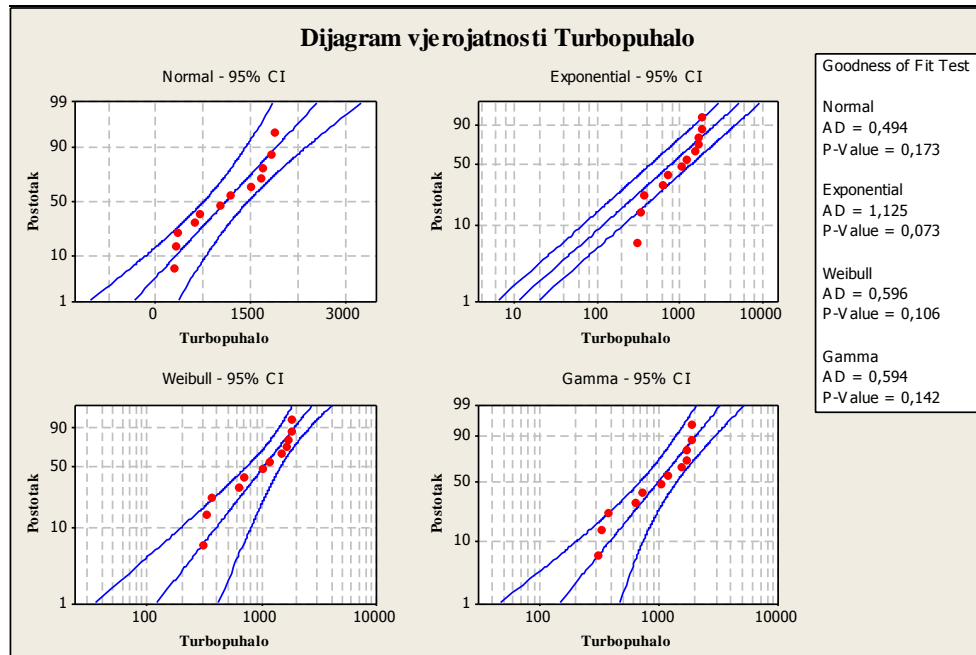 Dijagram vjerojatnosti Turbopuhalo
Normal - 95% CI
Postotak
99
90
50
10
1
0 1500 3000
Turbopuhalo
Exponential - 95% CI
Postotak
90
50
10
1
10 100 1000 10000
Turbopuhalo
Weibull - 95% CI
Postotak
90
50
10
1
100 1000 10000
Turbopuhalo
Gamma - 95% CI
Postotak
99
90
50
10
1
100 1000 10000
Turbopuhalo
Goodness of Fit Test
Normal
AD = 0,494
P-Value = 0,173
Exponential
AD = 1,125
P-Value = 0,073
Weibull
AD = 0,596
P-Value = 0,106
Gamma
AD = 0,594
P-Value = 0,142